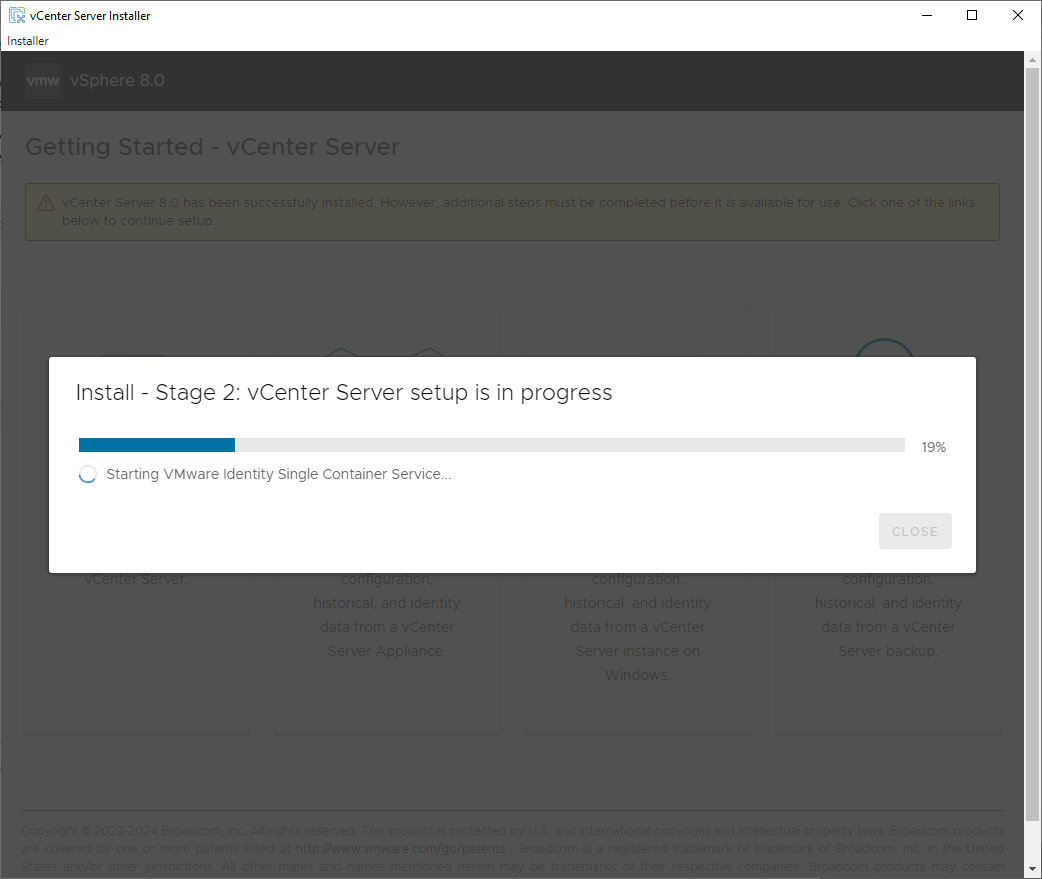 vCenter Server Installer
Installer
vmw vSphere 8.0
Getting Started - vCenter Server
vCenter Server 8.0 has been successfully installed. However, additional steps must be completed before it is available for use. Click one of the links
below to continue setup.
Install - Stage 2: vCenter Server setup is in progress
19%
Starting VMware Identity Single Container Service...
CLOSE
vCenter Server.
configuration,
historical, and identity
data from a vCenter
Server Appliance.
configuration,
historical, and identity
data from a vCenter
Server instance on
Windows.
configuration,
historical, and identity
data from a vCenter
Server backup.
Copyright © 2023-2024 Broadcom, Inc. All rights reserved. This product is protected by U.S. and international copyright and intellectual property laws. Broadcom products
are covered by one or more patents listed at http://www.vmware.com/go/patents . Broadcom is a registered trademark or trademark of Broadcom, Inc. in the United
States and/or other jurisdictions. All other marks and names mentioned herein may be trademarks of their respective companies. Broadcom products may contain